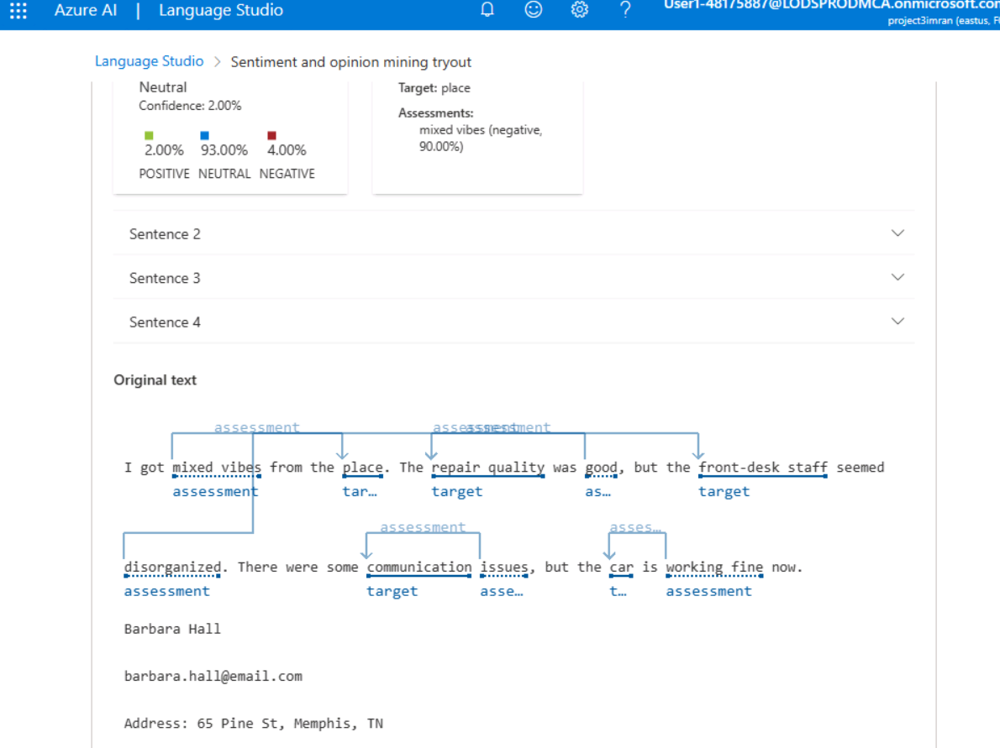 Azure AI | Language Studio
User1-48175887@LODSPRODMCA.onmicrosoft.com
project3imran (eastus, F
Language Studio > Sentiment and opinion mining tryout
Neutral
Confidence: 2.00%
2.00% 93.00% 4.00%
POSITIVE NEUTRAL NEGATIVE
Target: place
Assessments:
mixed vibes (negative,
90.00%)
Sentence 2
Sentence 3
Sentence 4
Original text
assessment assessment assessment
I got mixed vibes from the place. The repair quality was good, but the front-desk staff seemed
assessment tar… target as… target
assessment asses…
disorganized. There were some communication issues, but the car is working fine now.
assessment target asse… t… assessment
Barbara Hall
barbara.hall@email.com
Address: 65 Pine St, Memphis, TN